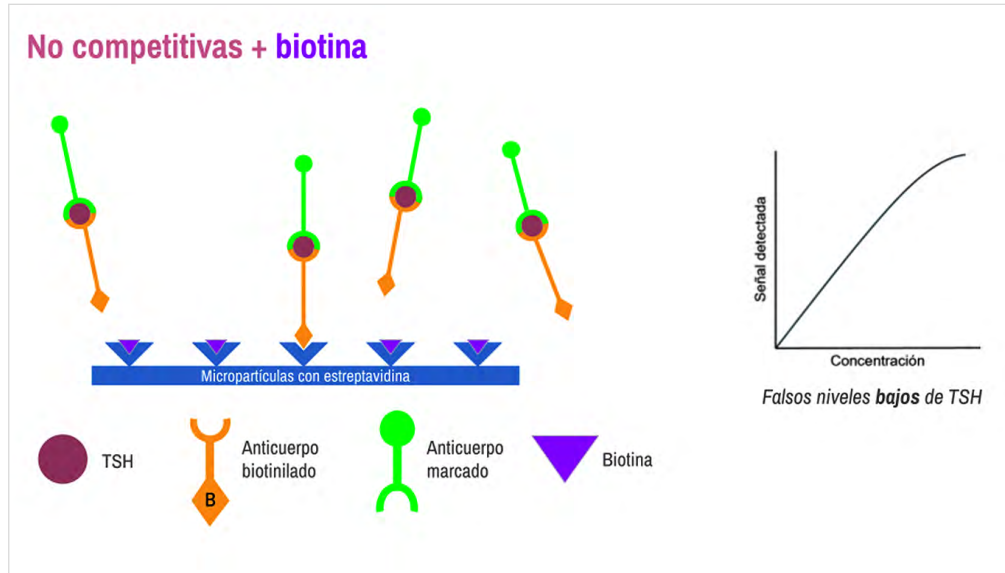 No competitivas + biotina
Señal detectada
Concentración
Falsos niveles bajos de TSH
Micropartículas con estreptavidina
TSH
B
Anticuerpo
biotinilado
Anticuerpo
marcado
Biotina